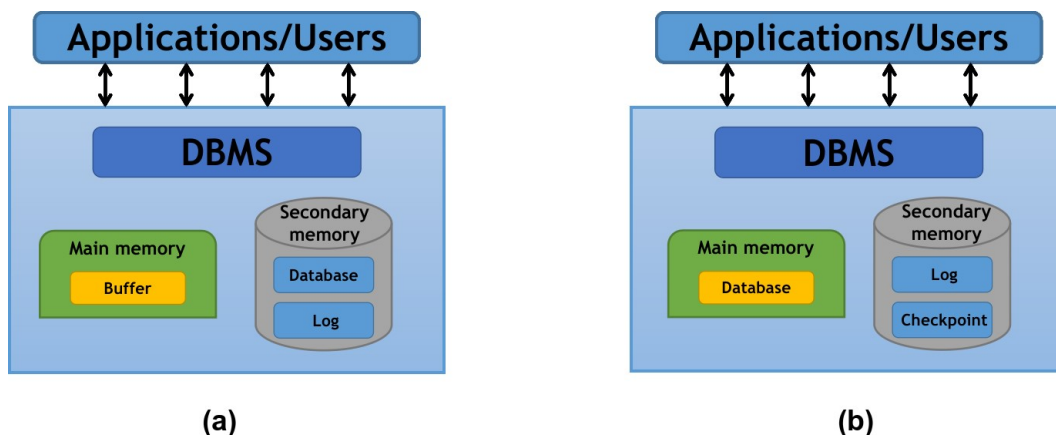 Applications/Users
DBMS
Main memory
Buffer
Secondary
memory
Database
Log
(a)
Applications/Users
DBMS
Main memory
Database
Secondary
memory
Log
Checkpoint
(b)